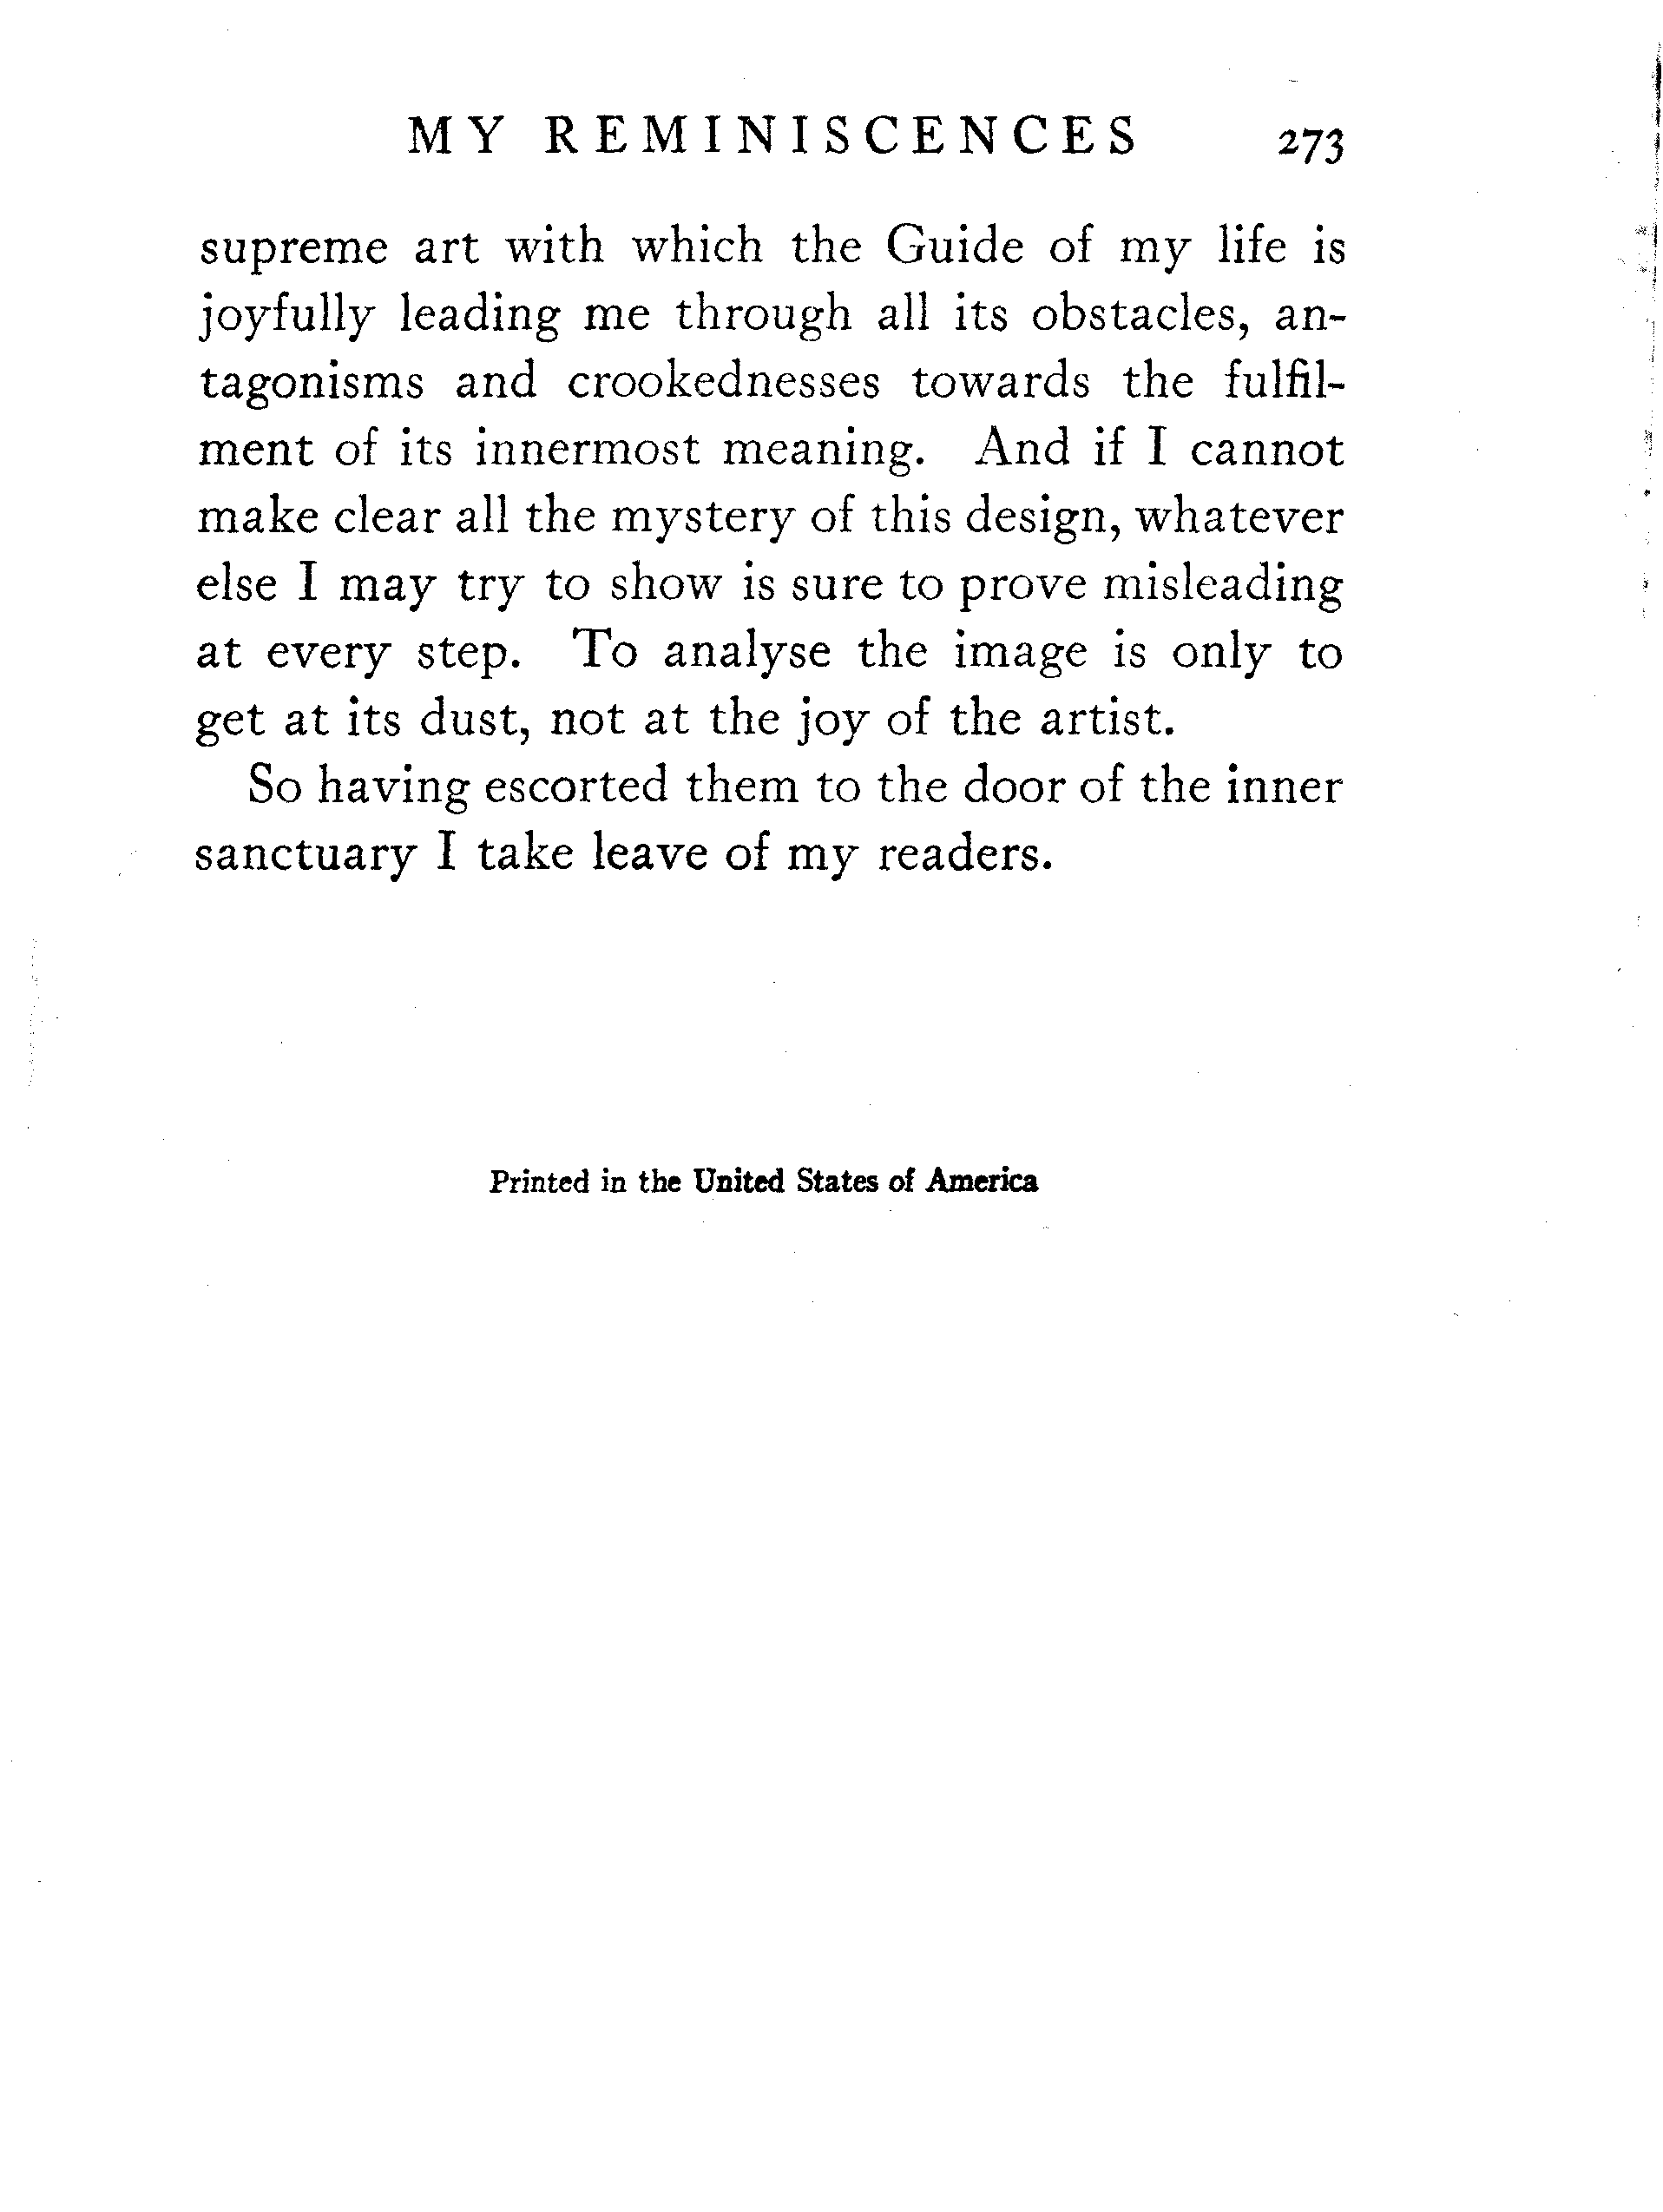 MY REMINISCENCES 273
supreme art with which the Guide of my life is
joyfully leading me through all its obstacles, an-
tagonisms and crookednesses towards the fulfil-
ment of its innermost meaning. And if I cannot
make clear all the mystery of this design, whatever
else I may try to show is sure to prove misleading
at every step. To analyse the image is only to
get at its dust, not at the joy of the artist.
So having escorted them to the door of the inner
sanctuary I take leave of my readers.
Printed in the United States of America